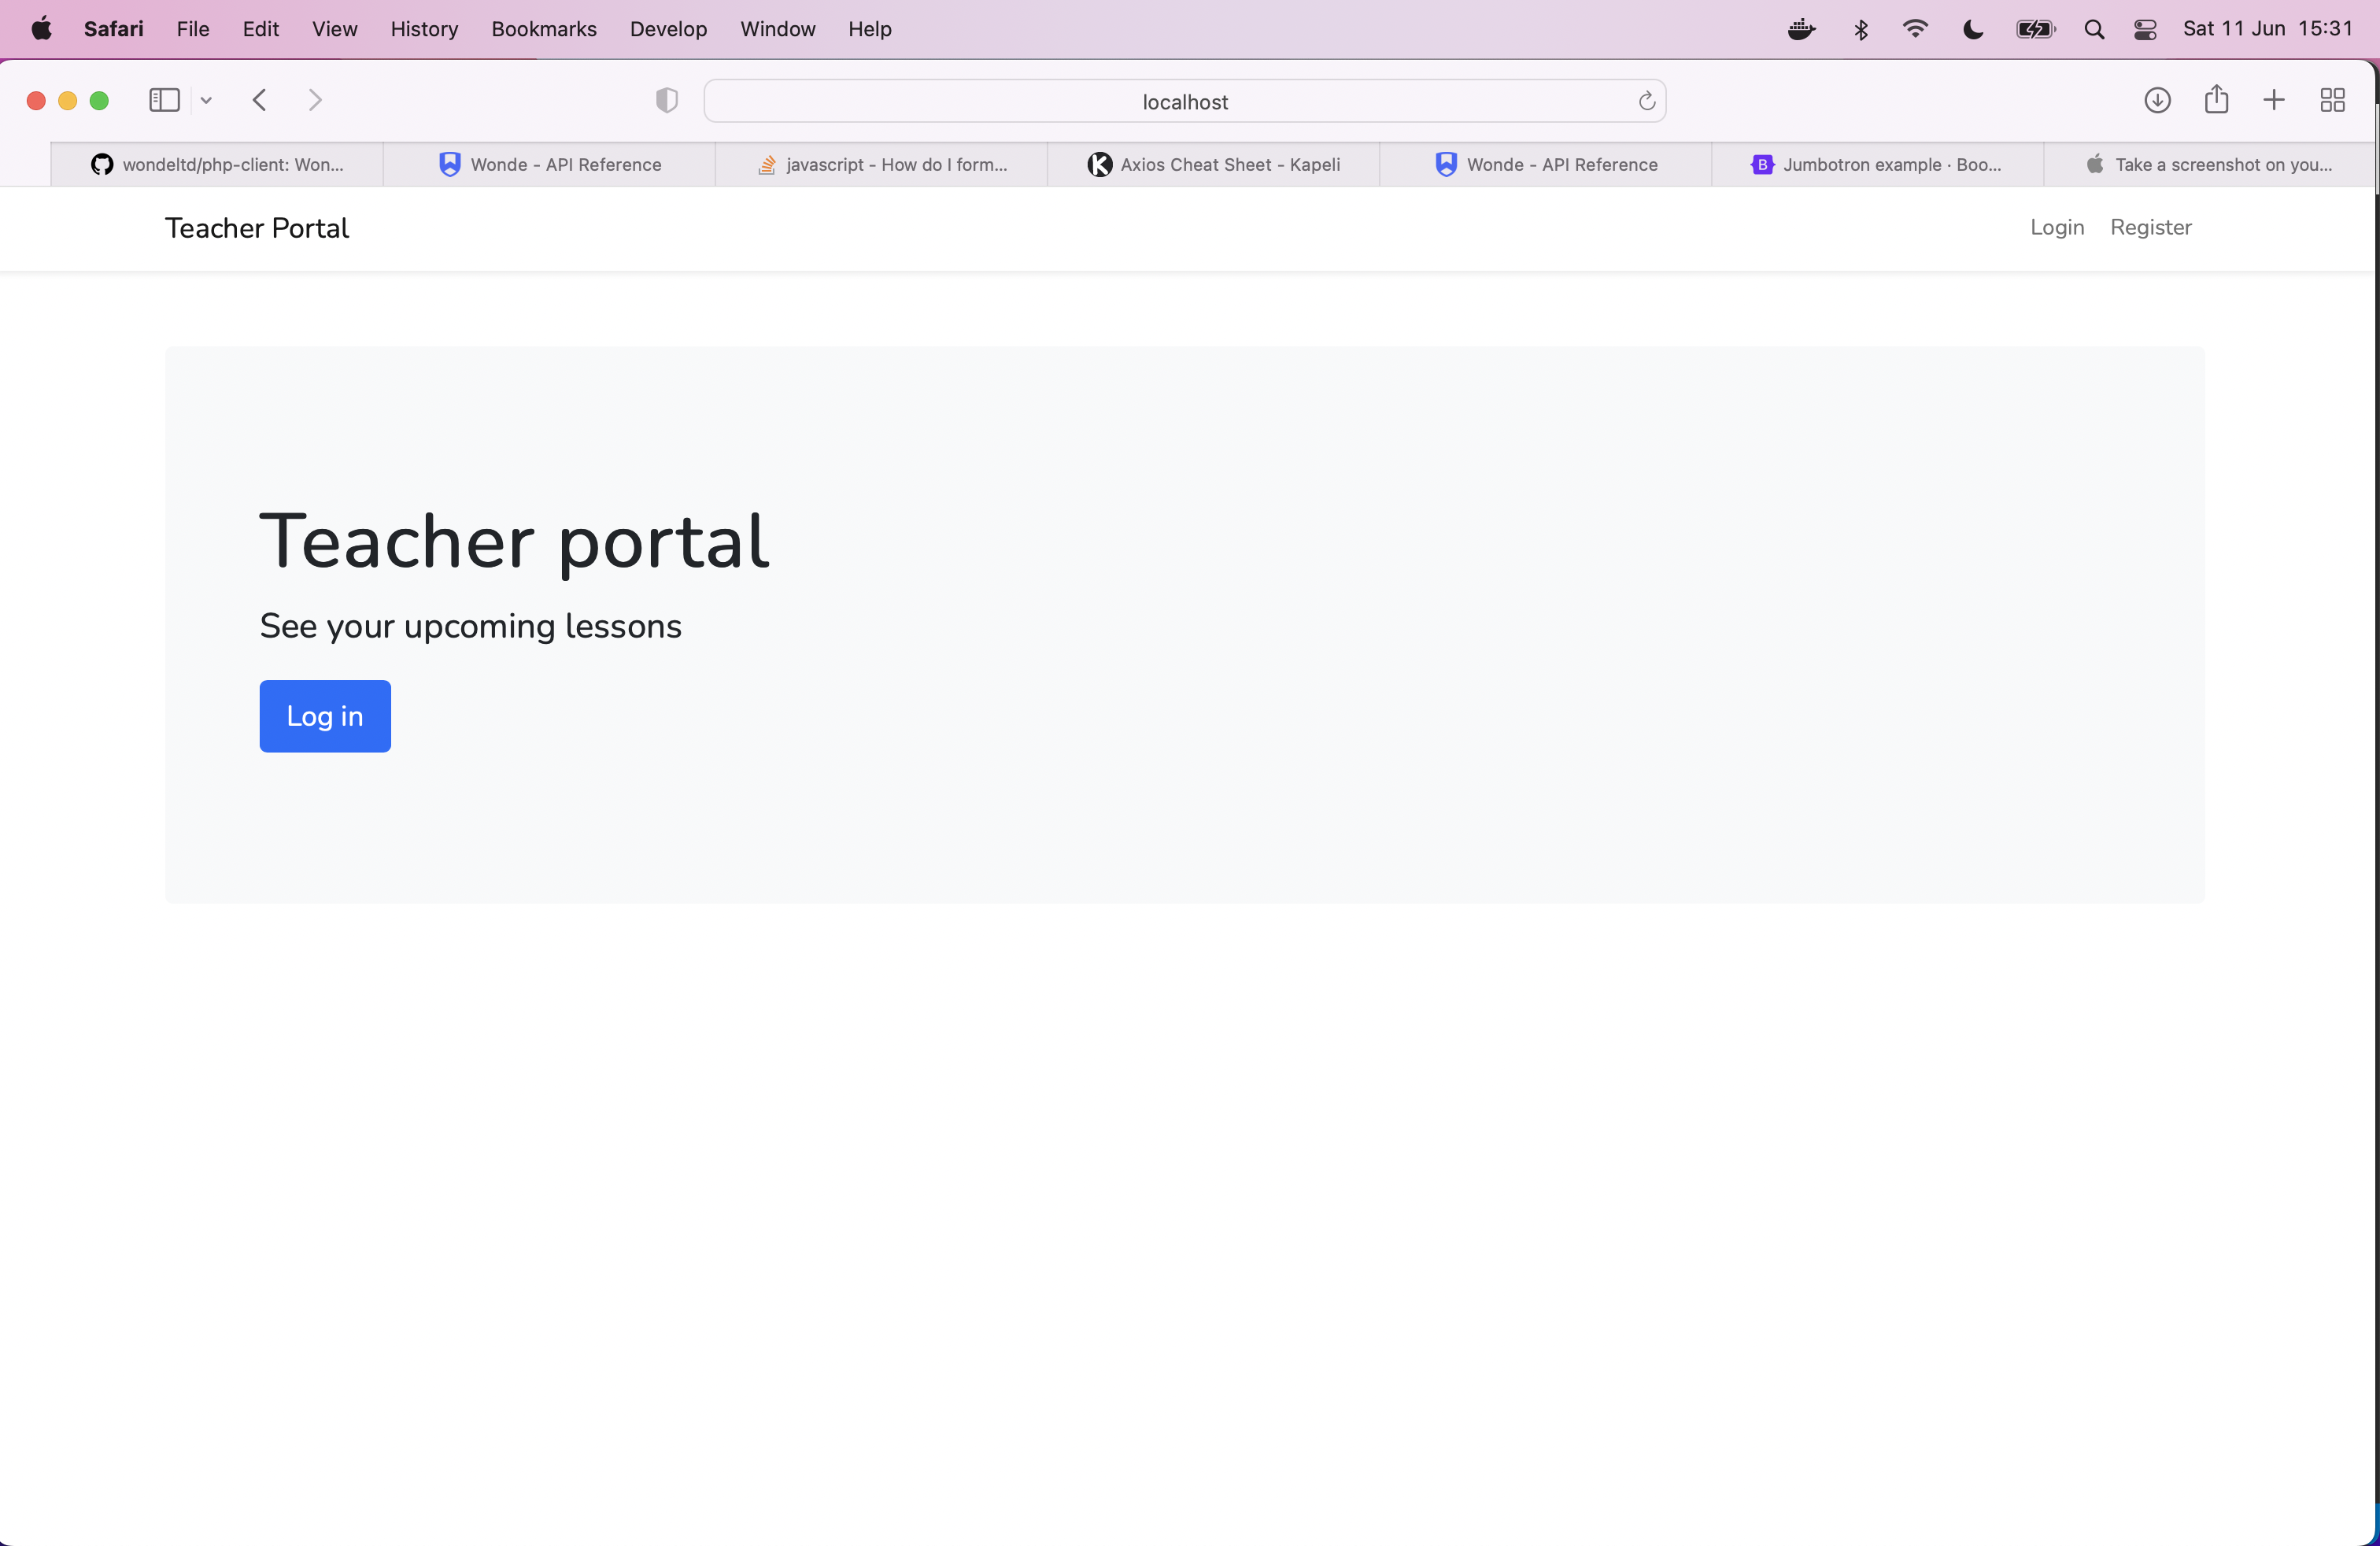 Safari File Edit View History Bookmarks Develop Window Help Sat 11 Jun 15:31
localhost
wondeltd/php-client: Won... Wonde - API Reference javascript - How do I form... Axios Cheat Sheet - Kapeli Wonde - API Reference B Jumbotron example · Boo... Take a screenshot on you...
Teacher Portal Login Register
Teacher portal
See your upcoming lessons
Log in